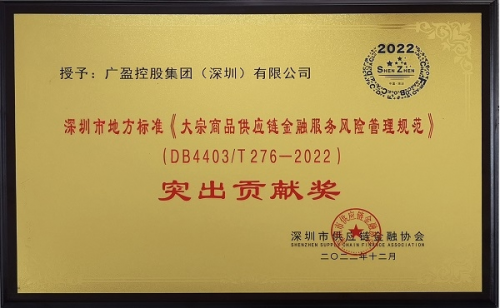 2022
SHEN ZHEN
授予：广盈控股集团（深圳）有限公司
深圳市地方标准《大宗商品供应链金融服务风险管理规范》
（DB4403/T 276—2022）
突出贡献奖
深圳市供应链金融协会
SHENZHEN SUPPLY CHAIN FINANCE ASSOCIATION
二〇二二年十二月